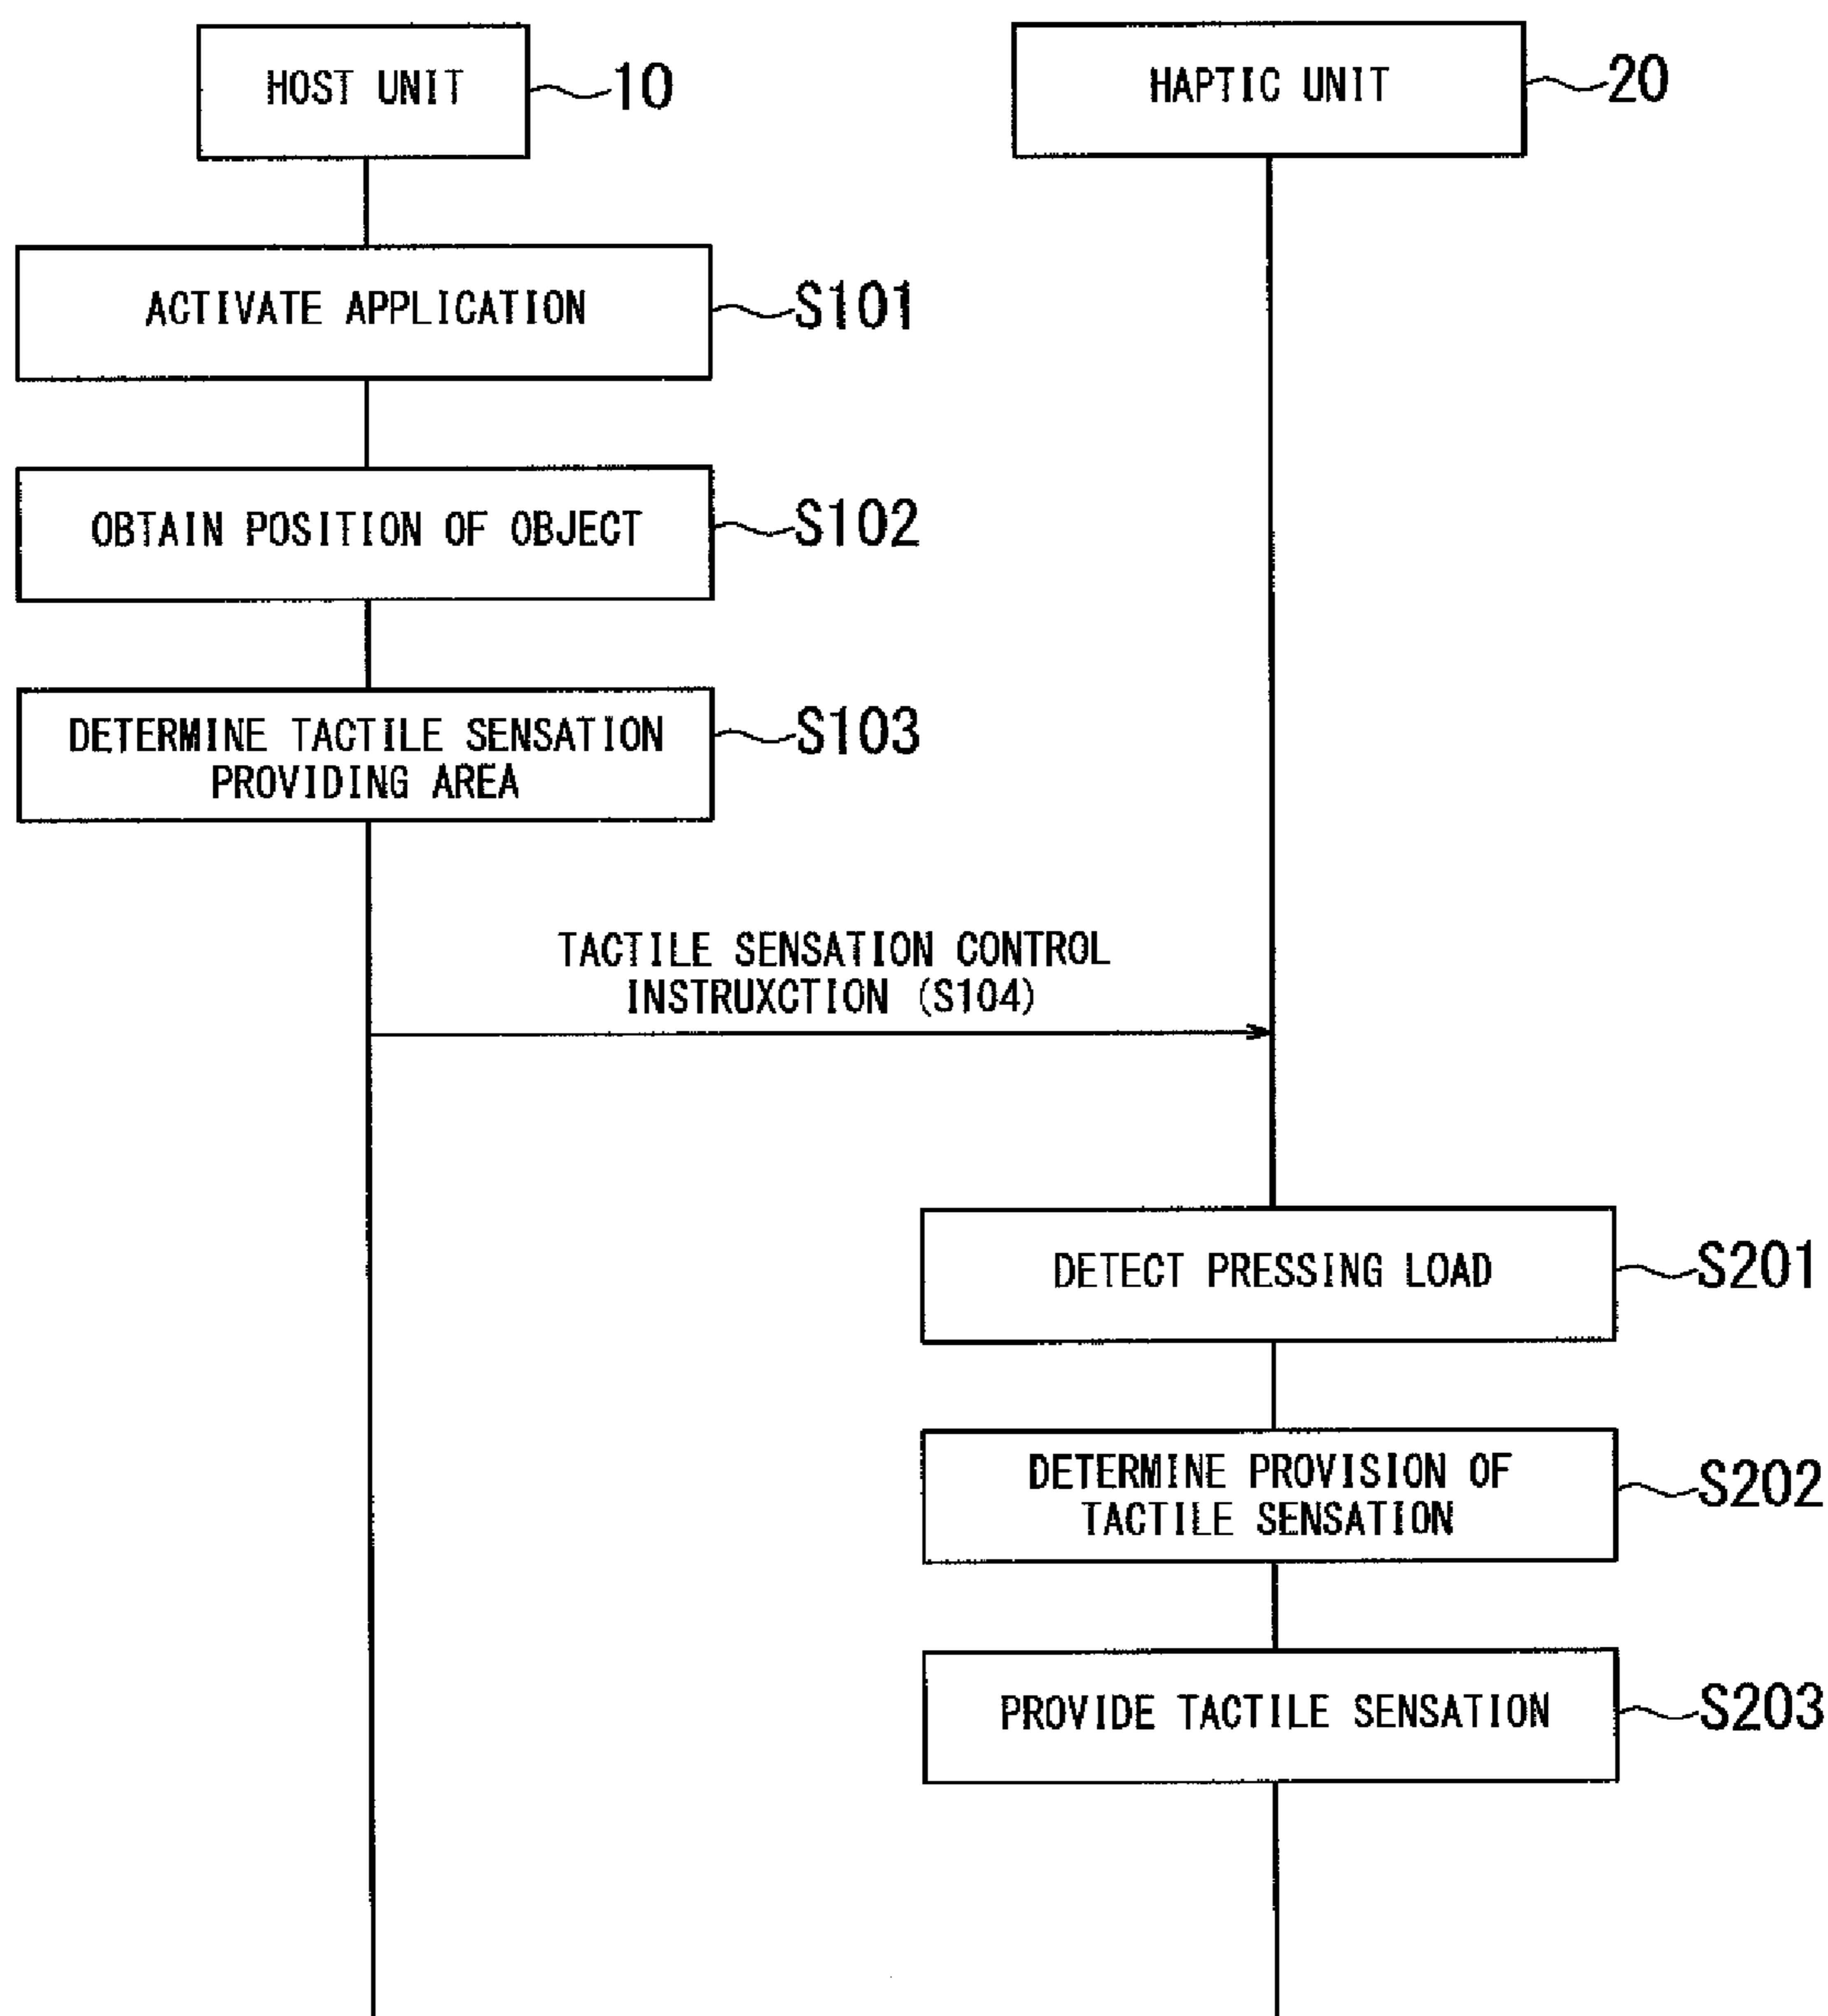 HOST UNIT
10
HAPTIC UNIT
20
ACTIVATE APPLICATION
S101
OBTAIN POSITION OF OBJECT
S102
DETERMINE TACTILE SENSATION
PROVIDING AREA
S103
TACTILE SENSATION CONTROL
INSTRUXCTION (S104)
DETECT PRESSING LOAD
S201
DETERMINE PROVISION OF
TACTILE SENSATION
S202
PROVIDE TACTILE SENSATION
S203